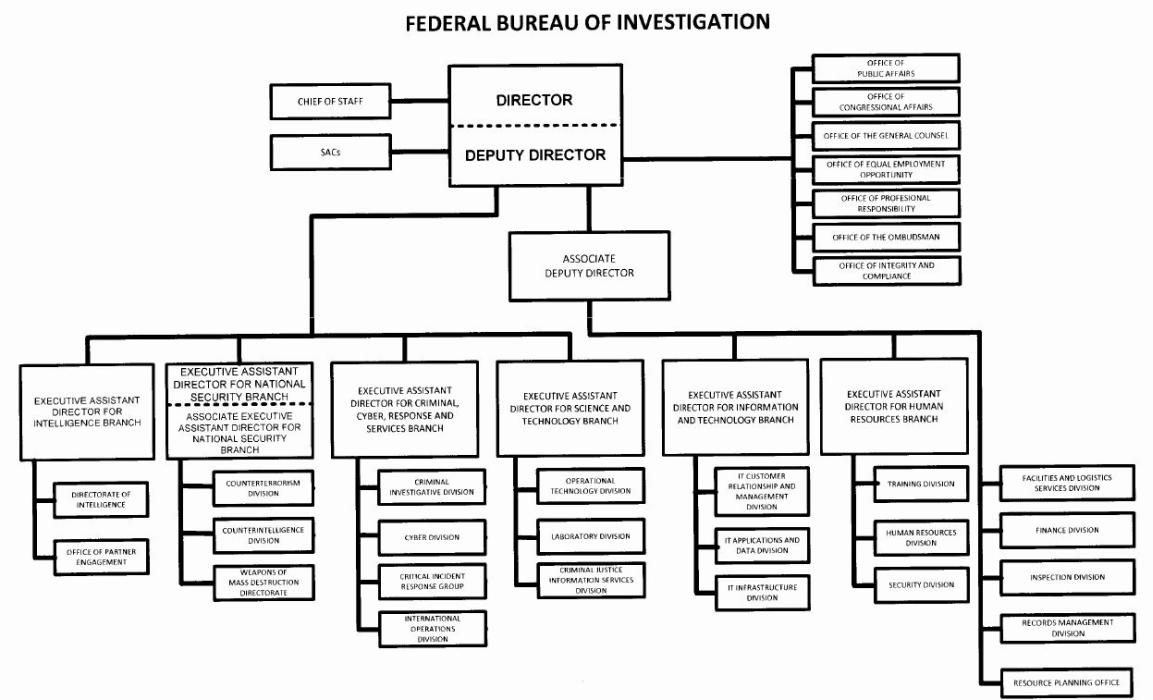 FEDERAL BUREAU OF INVESTIGATION
CHIEF OF STAFF
SACs
DIRECTOR
DEPUTY DIRECTOR
OFFICE OF
PUBLIC AFFAIRS
OFFICE OF
CONGRESSIONAL AFFAIRS
OFFICE OF THE GENERAL COUNSEL
OFFICE OF EQUAL EMPLOYMENT
OPPORTUNITY
OFFICE OF PROFESIONAL
RESPONSIBILITY
OFFICE OF THE OMBUDSMAN
OFFICE OF INTEGRITY AND
COMPLIANCE
ASSOCIATE
DEPUTY DIRECTOR
EXECUTIVE ASSISTANT
DIRECTOR FOR
INTELLIGENCE BRANCH
DIRECTORATE OF
INTELLIGENCE
OFFICE OF PARTNER
ENGAGEMENT
EXECUTIVE ASSISTANT
DIRECTOR FOR NATIONAL
SECURITY BRANCH
ASSOCIATE EXECUTIVE
ASSISTANT DIRECTOR FOR
NATIONAL SECURITY
BRANCH
COUNTERTERRORISM
DIVISION
COUNTERINTELLIGENCE
DIVISION
WEAPONS OF
MASS DESTRUCTION
DIRECTORATE
EXECUTIVE ASSISTANT
DIRECTOR FOR CRIMINAL,
CYBER, RESPONSE AND
SERVICES BRANCH
CRIMINAL
INVESTIGATIVE DIVISION
CYBER DIVISION
CRITICAL INCIDENT
RESPONSE GROUP
INTERNATIONAL
OPERATIONS
DIVISION
EXECUTIVE ASSISTANT
DIRECTOR FOR SCIENCE AND
TECHNOLOGY BRANCH
OPERATIONAL
TECHNOLOGY DIVISION
LABORATORY DIVISION
CRIMINAL JUSTICE
INFORMATION SERVICES
DIVISION
EXECUTIVE ASSISTANT
DIRECTOR FOR INFORMATION
AND TECHNOLOGY BRANCH
IT CUSTOMER
RELATIONSHIP AND
MANAGEMENT
DIVISION
IT APPLICATIONS AND
DATA DIVISION
IT INFRASTRUCTURE
DIVISION
EXECUTIVE ASSISTANT
DIRECTOR FOR HUMAN
RESOURCES BRANCH
TRAINING DIVISION
HUMAN RESOURCES
DIVISION
SECURITY DIVISION
FACILITIES AND LOGISTICS
SERVICES DIVISION
FINANCE DIVISION
INSPECTION DIVISION
RECORDS MANAGEMENT
DIVISION
RESOURCE PLANNING OFFICE